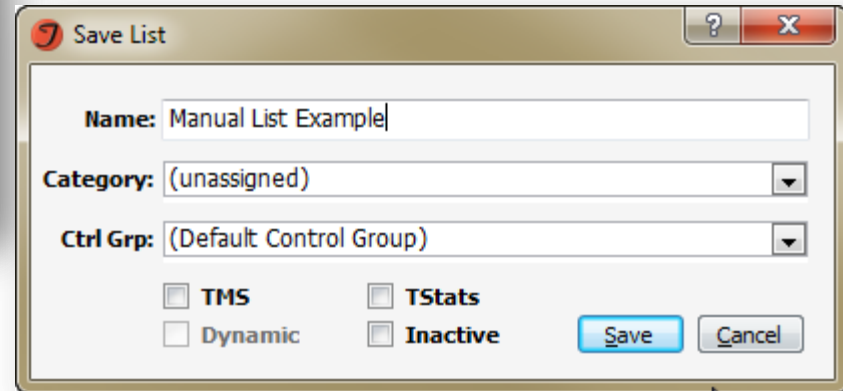 Save List
Name: Manual List Example
Category: (unassigned)
Ctrl Grp: (Default Control Group)
TMS TStats
Dynamic Inactive Save Cancel